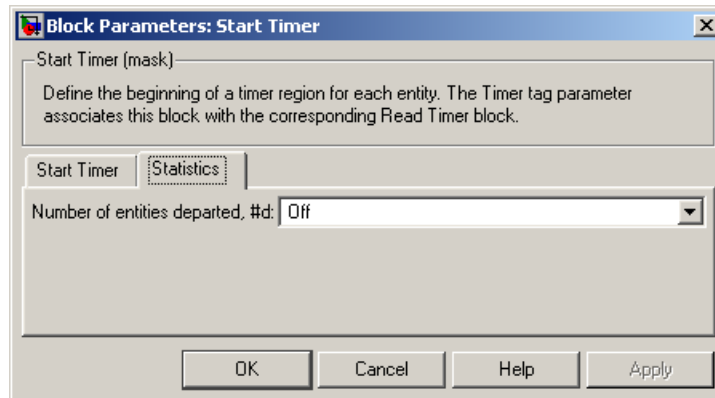 Block Parameters: Start Timer
Start Timer (mask)
Define the beginning of a timer region for each entity. The Timer tag parameter
associates this block with the corresponding Read Timer block.
Start Timer Statistics
Number of entities departed, #d: Off
OK Cancel Help Apply